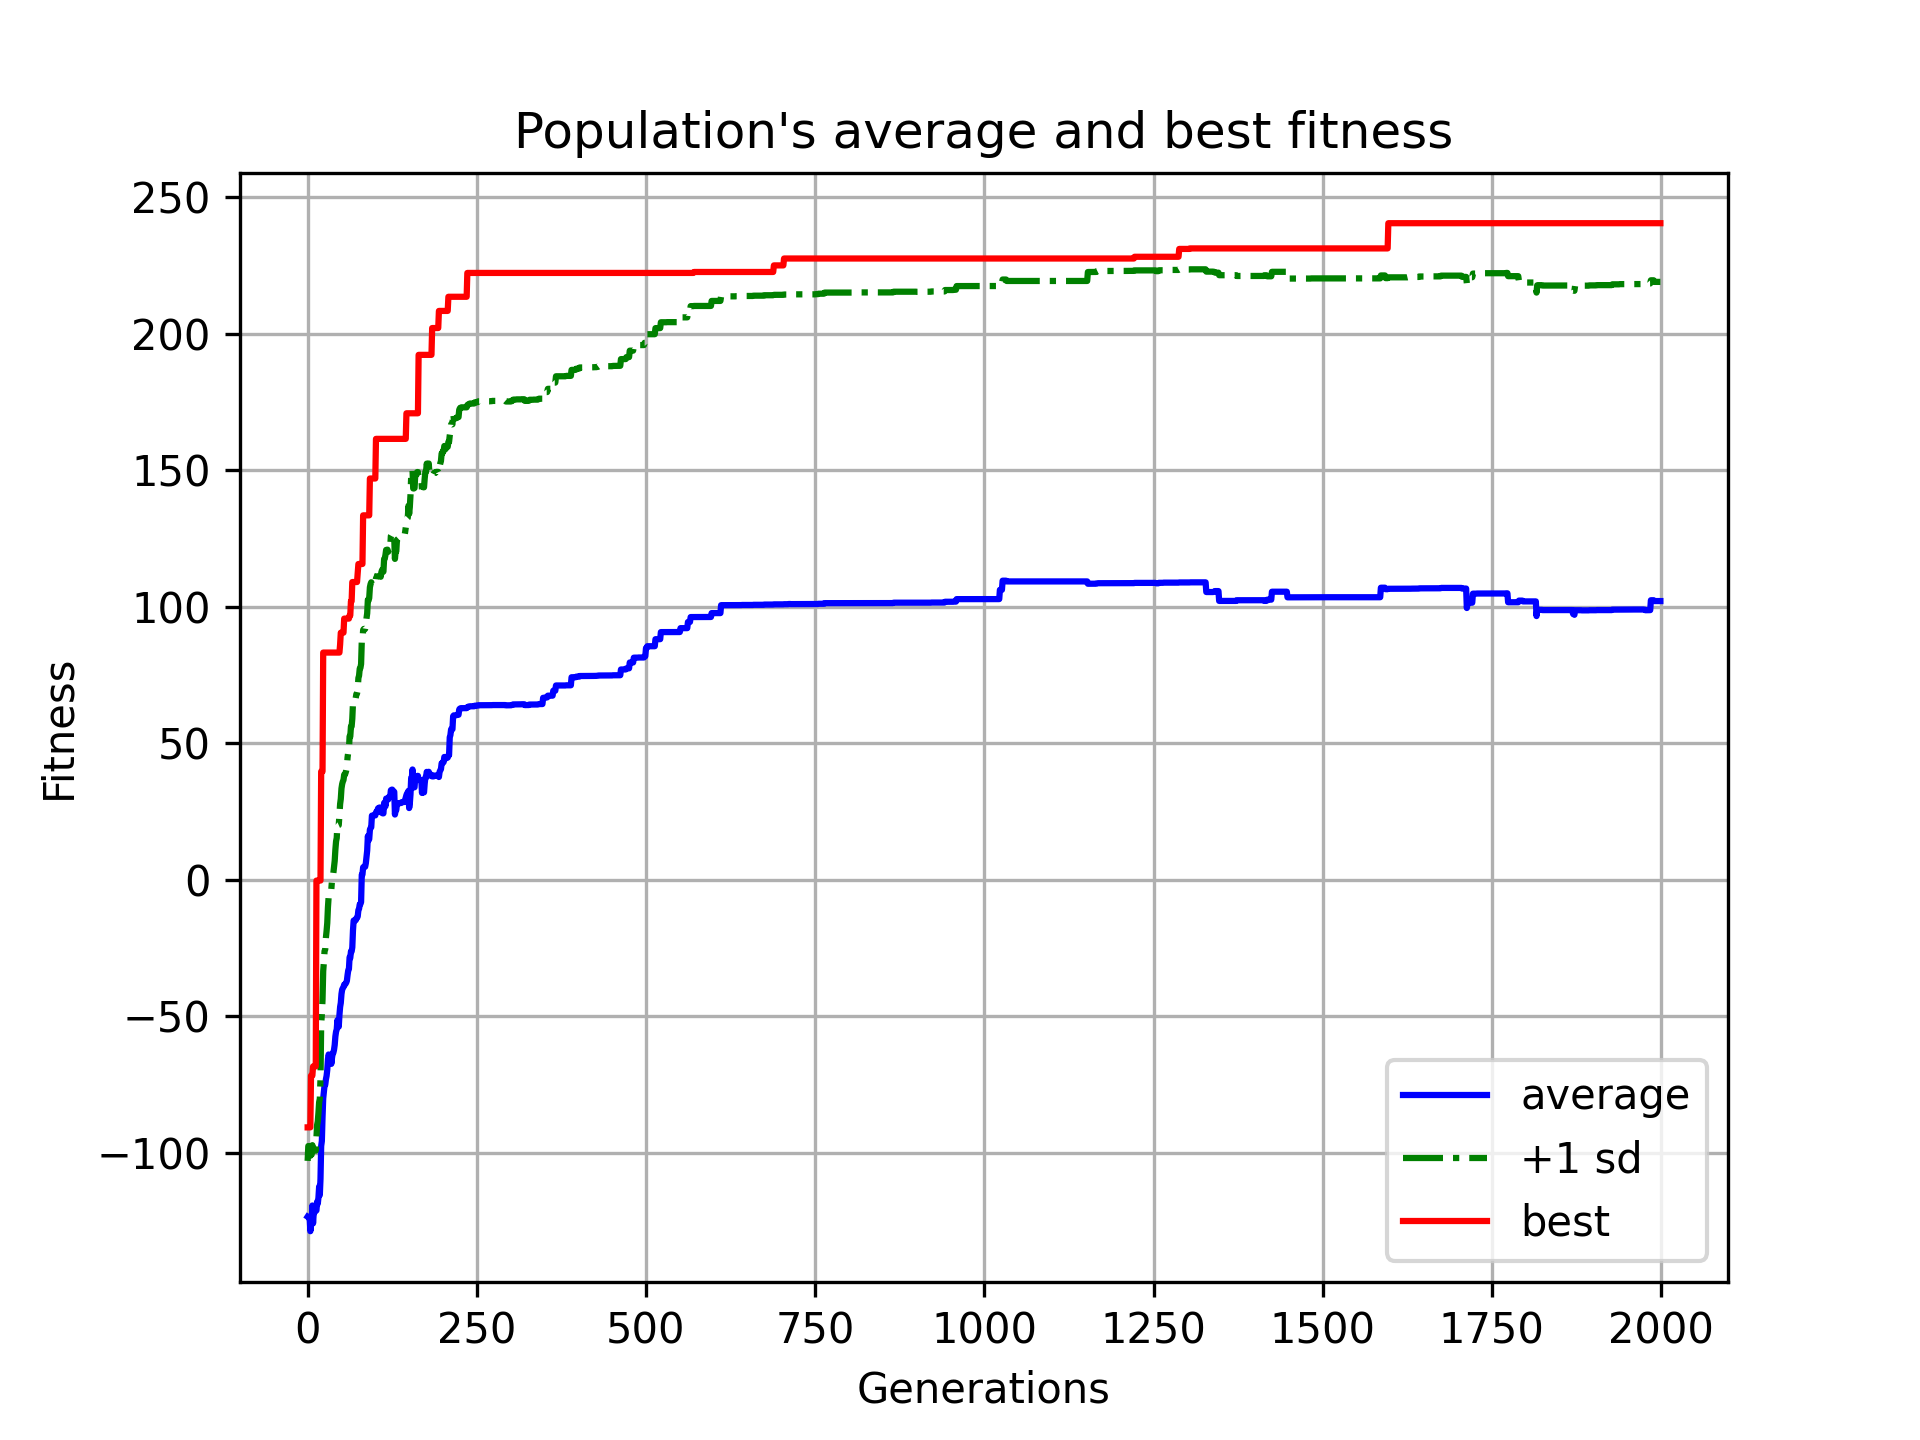 Population's average and best fitness
250
200
150
100
50
0
−50
−100
Fitness
average
+1 sd
best
0 250 500 750 1000 1250 1500 1750 2000
Generations